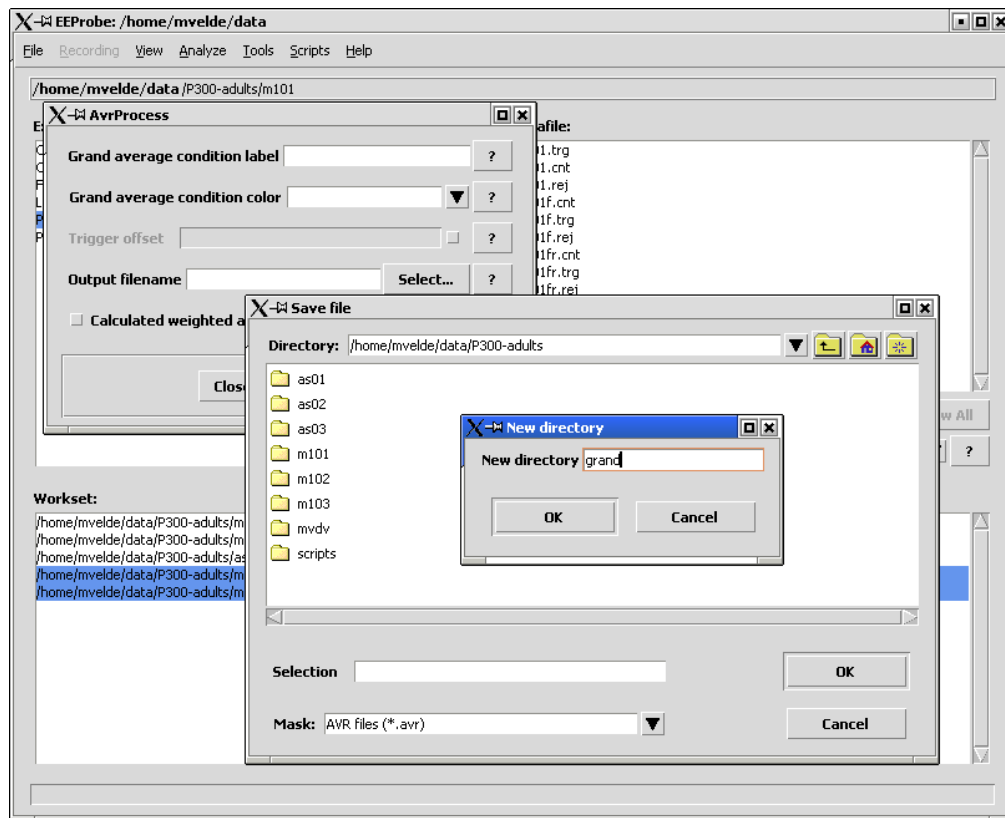 EEProbe: /home/mvelde/data
File Recording View Analyze Tools Scripts Help
/home/mvelde/data /P300-adults/m101
AvrProcess
afile:
Grand average condition label ?
Grand average condition color ?
Trigger offset ?
Output filename Select... ?
Calculated weighted a
Clos
1.trg
1.cnt
1.rej
1f.cnt
1f.trg
1f.rej
1fr.cnt
1fr.trg
1fr.rej
w All
?
Save file
Directory: /home/mvelde/data/P300-adults
as01
as02
as03
m101
m102
m103
mvdv
scripts
New directory
New directory grand
OK Cancel
Selection
OK
Mask: AVR files (*.avr)
Cancel
Workset:
/home/mvelde/data/P300-adults/m
/home/mvelde/data/P300-adults/m
/home/mvelde/data/P300-adults/as
/home/mvelde/data/P300-adults/m
/home/mvelde/data/P300-adults/m